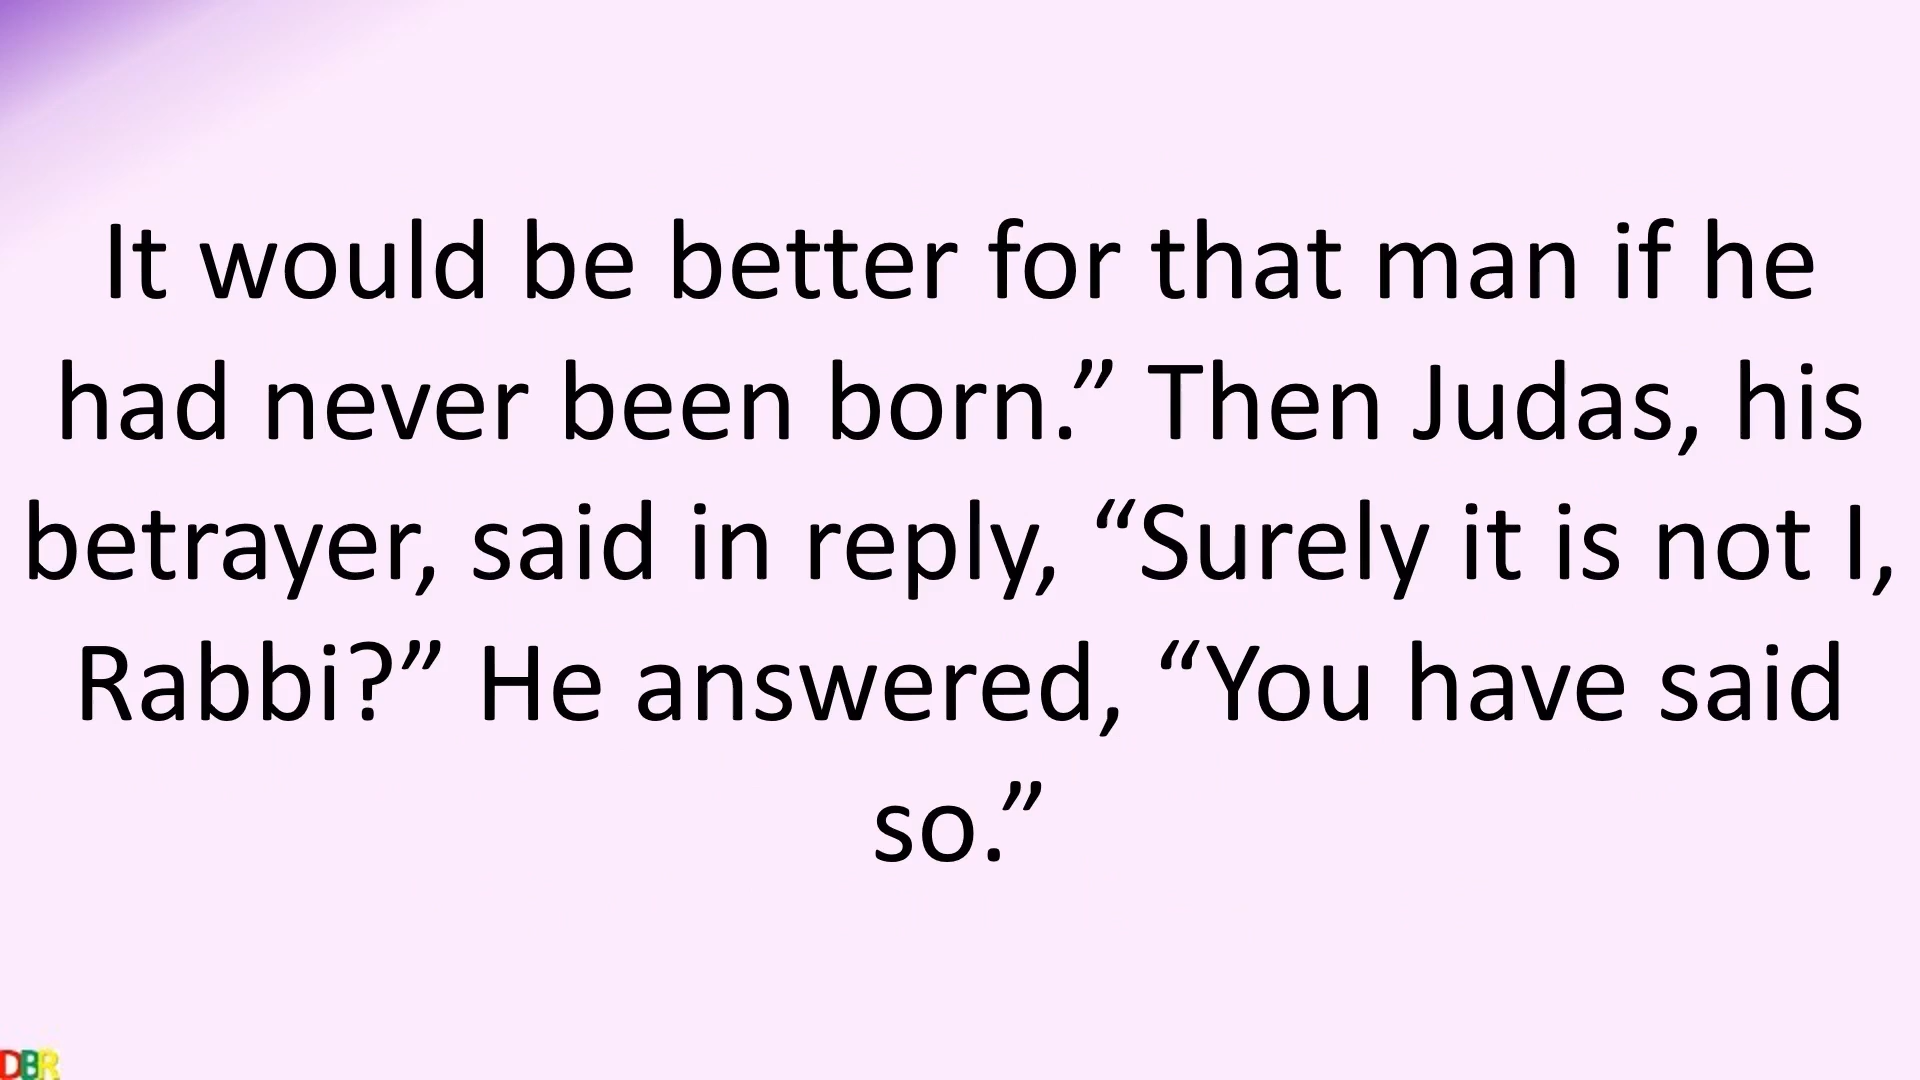 It would be better for that man if he
had never been born.” Then Judas, his
betrayer, said in reply, “Surely it is not I,
Rabbi?” He answered, “You have said
so.”
DBR